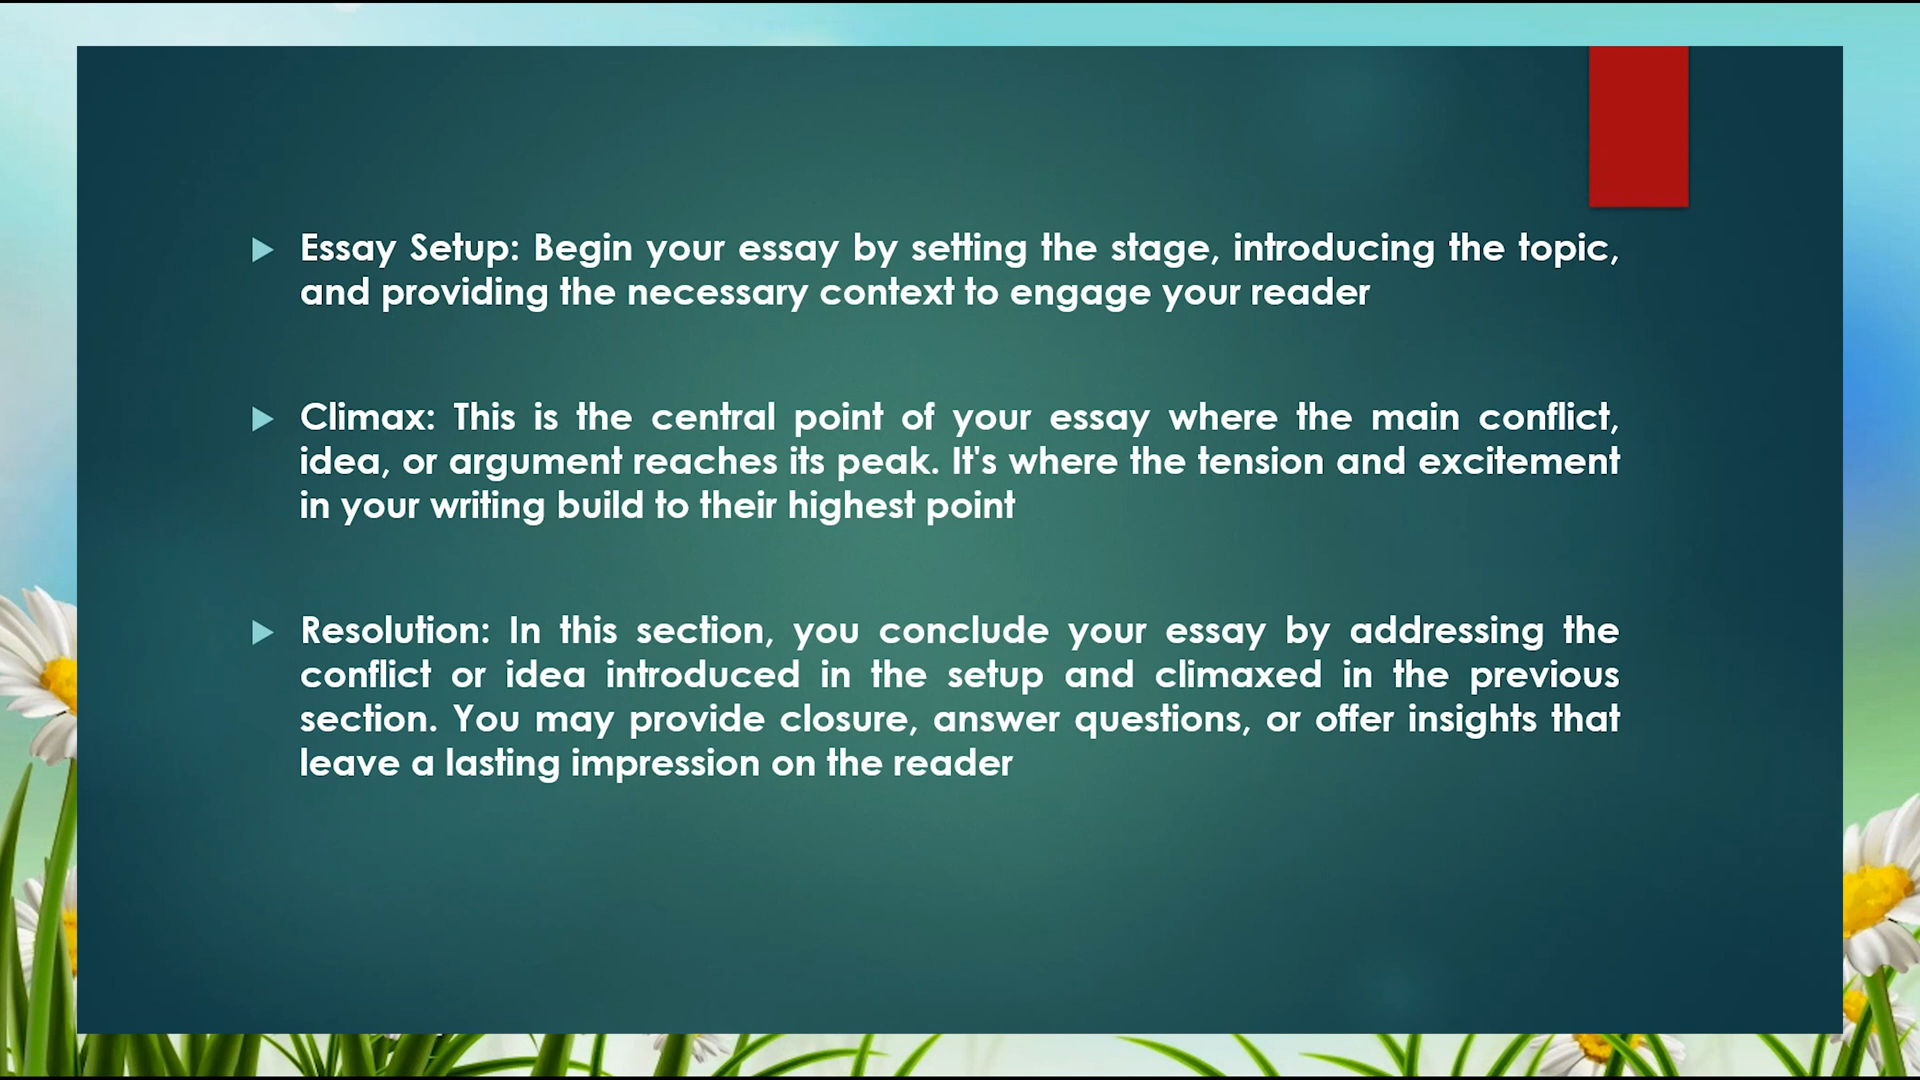 Essay Setup: Begin your essay by setting the stage, introducing the topic,
and providing the necessary context to engage your reader
Climax: This is the central point of your essay where the main conflict,
idea, or argument reaches its peak. It's where the tension and excitement
in your writing build to their highest point
Resolution: In this section, you conclude your essay by addressing the
conflict or idea introduced in the setup and climaxed in the previous
section. You may provide closure, answer questions, or offer insights that
leave a lasting impression on the reader